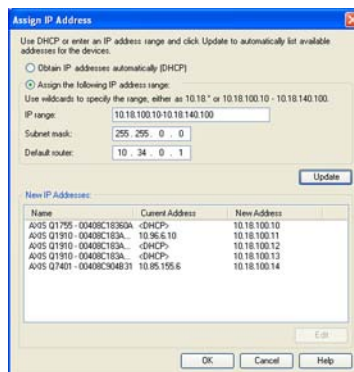 Assign IP Address
Use DHCP or enter an IP address range and click Update to automatically list available
addresses for the devices.
Obtain IP addresses automatically (DHCP)
Assign the following IP address range:
Use wildcards to specify the range, either as 10.18.* or 10.18.100.10 - 10.18.140.100.
IP range: 10.18.100.10-10.18.140.100
Subnet mask: 255 . 255 . 0 . 0
Default router: 10 . 34 . 0 . 1
Update
New IP Addresses:
Name Current Address New Address
AXIS Q1755 - 00408C18360A <DHCP> 10.18.100.10
AXIS Q1910 - 00408C183A... 10.96.6.10 10.18.100.11
AXIS Q1910 - 00408C183A... <DHCP> 10.18.100.12
AXIS Q1910 - 00408C183A... <DHCP> 10.18.100.13
AXIS Q7401 - 00408C904B31 10.85.155.6 10.18.100.14
Edit
OK Cancel Help